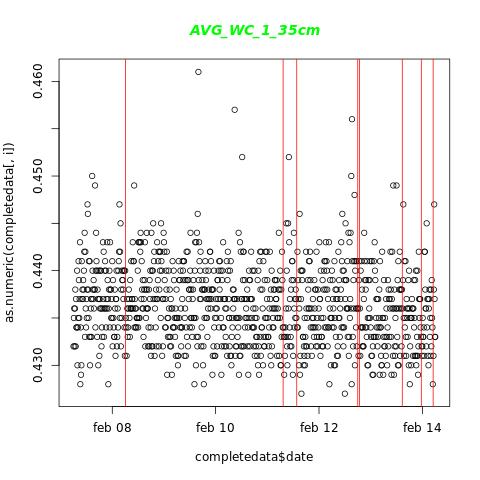 AVG_WC_1_35cm
as.numeric(completedata[, i])
0.460
0.450
0.440
0.430
feb 08
feb 10
feb 12
feb 14
completedata$date